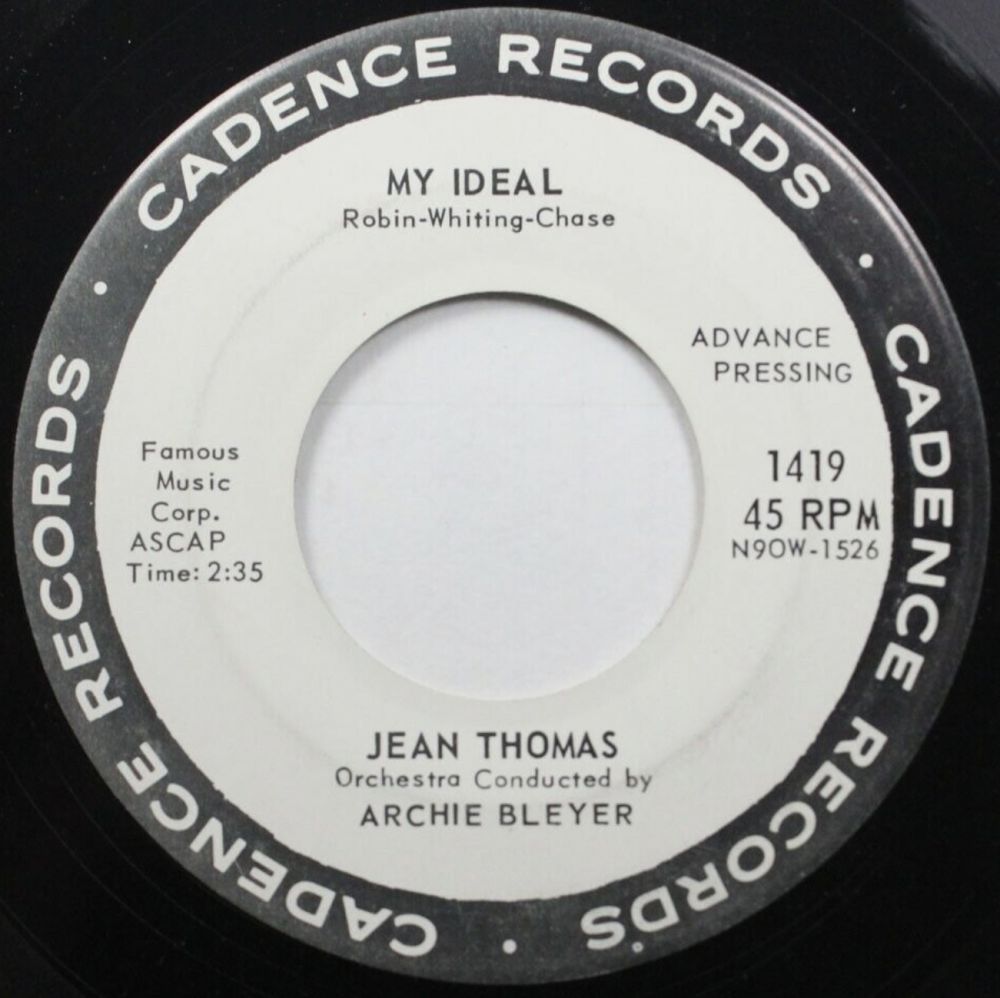 CADENCE RECORDS · CADENCE RECORDS · CADENCE RECORDS ·
MY IDEAL
Robin-Whiting-Chase
ADVANCE
PRESSING
Famous
Music
Corp.
ASCAP
Time: 2:35
1419
45 RPM
N9OW-1526
JEAN THOMAS
Orchestra Conducted by
ARCHIE BLEYER